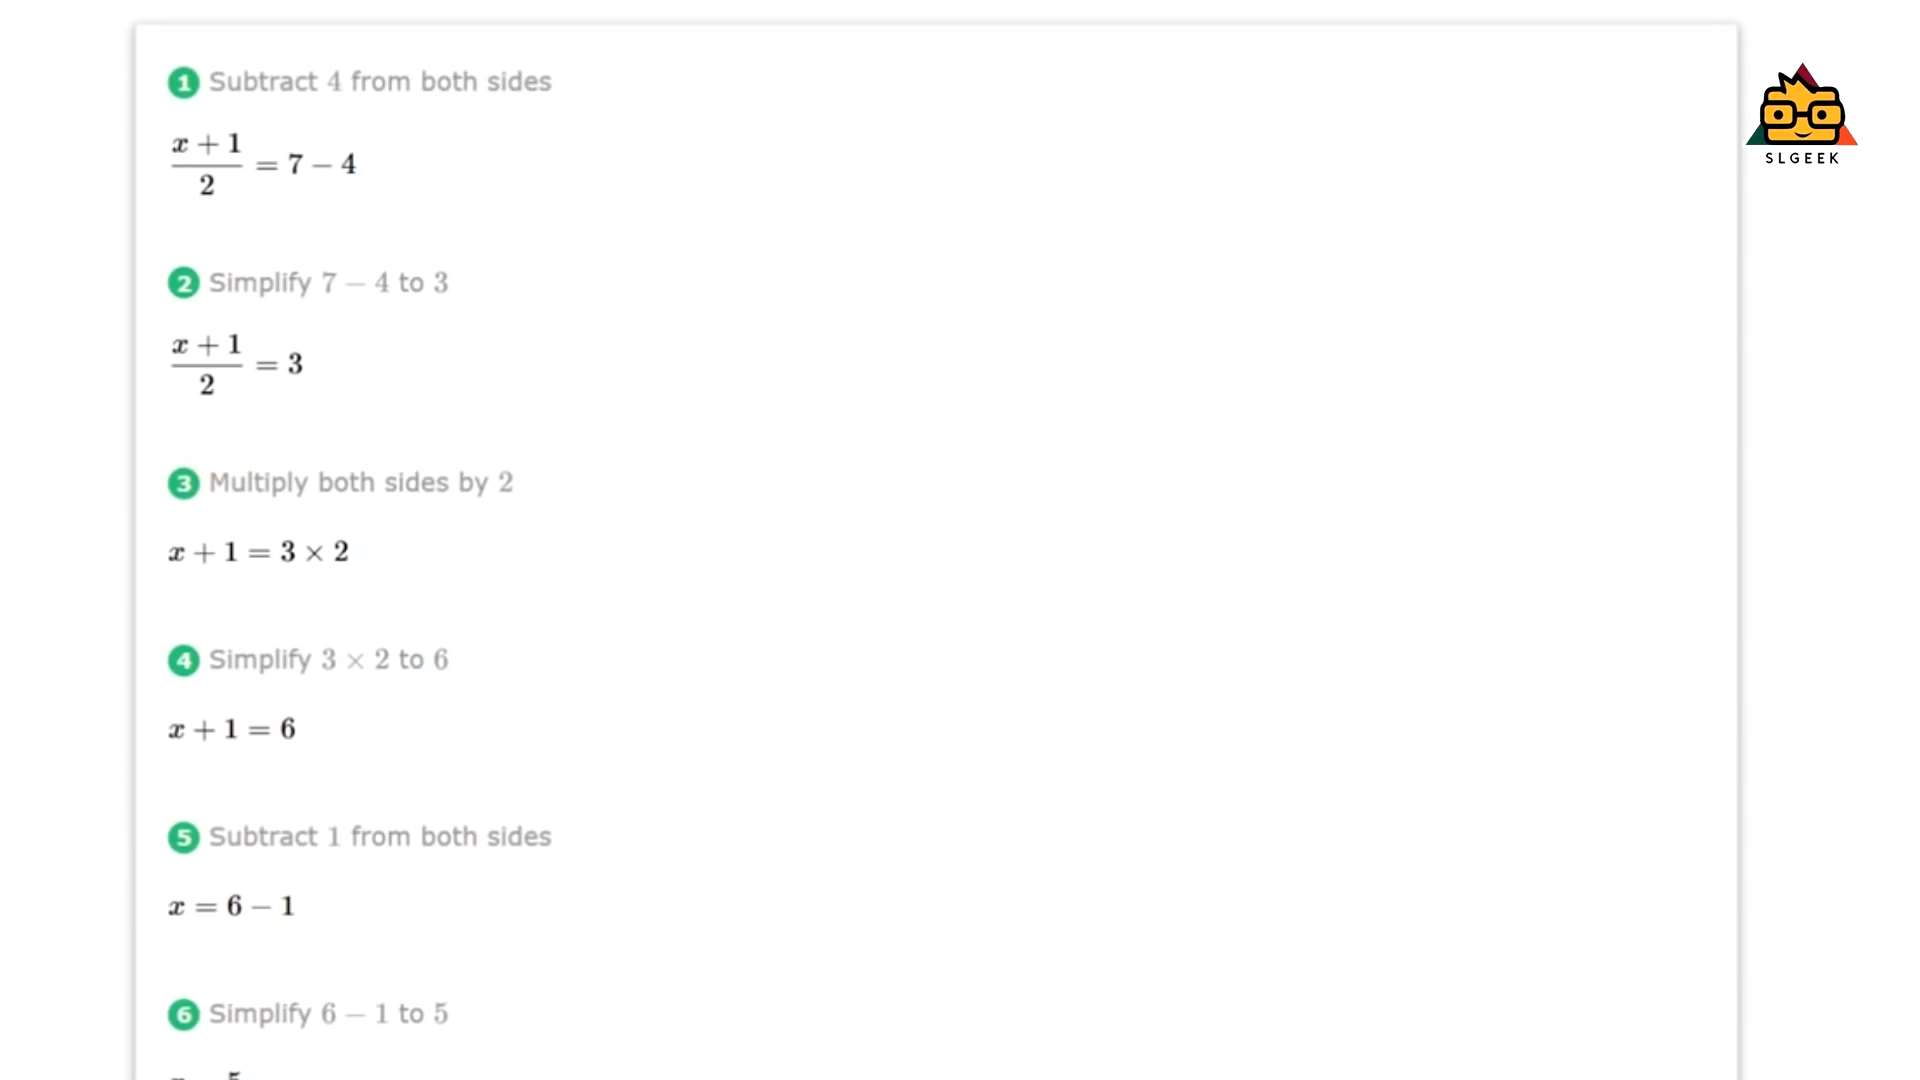 1 Subtract 4 from both sides
x + 1
2
= 7 − 4
2 Simplify 7 − 4 to 3
x + 1
2
= 3
3 Multiply both sides by 2
x + 1 = 3 × 2
4 Simplify 3 × 2 to 6
x + 1 = 6
5 Subtract 1 from both sides
x = 6 − 1
6 Simplify 6 − 1 to 5
SLGEEK